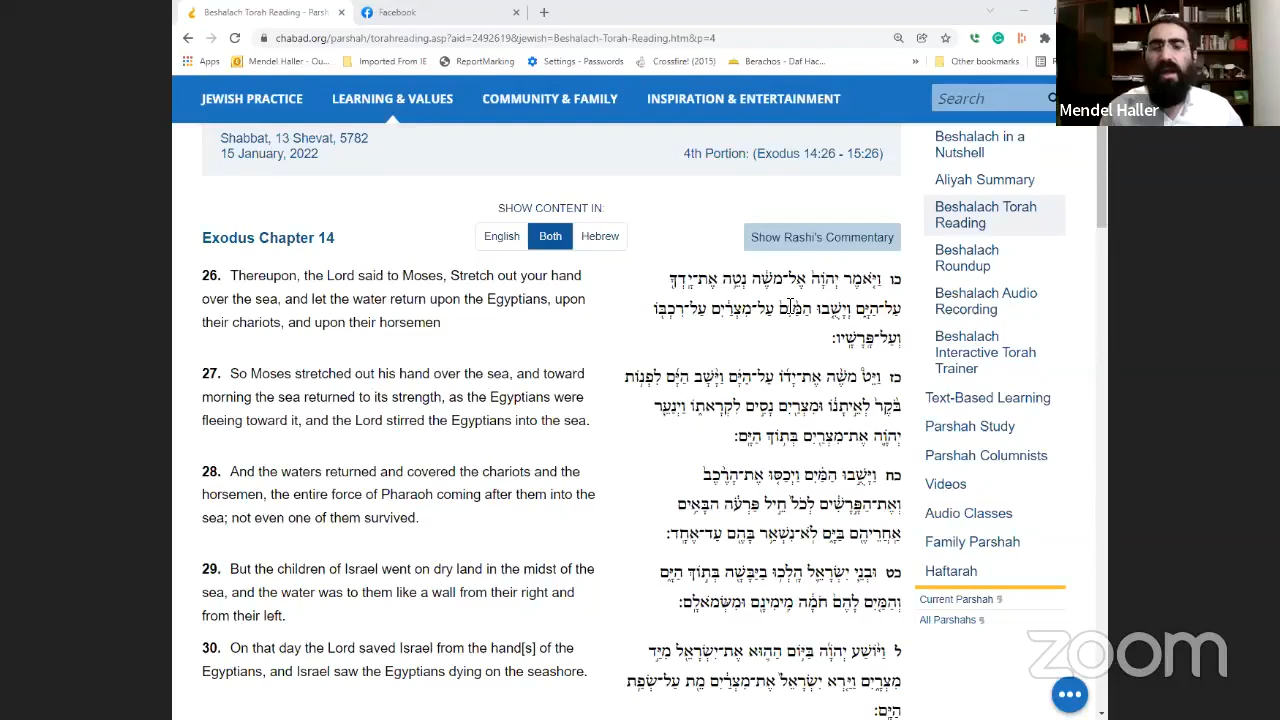 Beshalach Torah Reading - Parsh
Facebook
chabad.org/parshah/torahreading.asp?aid=2492619&jewish=Beshalach-Torah-Reading.htm&p=4
Apps
Mendel Haller - Ou...
Imported From IE
ReportMarking
Settings - Passwords
Crossfire! (2015)
Berachos - Daf Hac...
»
Other bookmarks
Mendel Haller
JEWISH PRACTICE
LEARNING & VALUES
COMMUNITY & FAMILY
INSPIRATION & ENTERTAINMENT
Search
Shabbat, 13 Shevat, 5782
15 January, 2022
4th Portion: (Exodus 14:26 - 15:26)
SHOW CONTENT IN:
Exodus Chapter 14
English
Both
Hebrew
Show Rashi's Commentary
26. Thereupon, the Lord said to Moses, Stretch out your hand
over the sea, and let the water return upon the Egyptians, upon
their chariots, and upon their horsemen
כו וַיֹּ֤אמֶר יְהֹוָה֙ אֶל־משֶׁ֔ה נְטֵ֥ה אֶת־יָֽדְךָ֖
עַל־הַיָּ֑ם וְיָשֻׁ֤בוּ הַמַּ֨יִם֙ עַל־מִצְרַ֔יִם עַל־רִכְבּ֖וֹ
וְעַל־פָּֽרָשָֽׁיו:
27. So Moses stretched out his hand over the sea, and toward
morning the sea returned to its strength, as the Egyptians were
fleeing toward it, and the Lord stirred the Egyptians into the sea.
כז וַיֵּט֩ משֶׁ֨ה אֶת־יָד֜וֹ עַל־הַיָּ֗ם וַיָּ֨שָׁב הַיָּ֜ם לִפְנ֥וֹת
בֹּ֨קֶר֙ לְאֵ֣יתָנ֔וֹ וּמִצְרַ֖יִם נָסִ֣ים לִקְרָאת֑וֹ וַיְנַעֵ֧ר
יְהֹוָ֛ה אֶת־מִצְרַ֖יִם בְּת֥וֹךְ הַיָּֽם:
28. And the waters returned and covered the chariots and the
horsemen, the entire force of Pharaoh coming after them into the
sea; not even one of them survived.
כח וַיָּשֻׁ֣בוּ הַמַּ֗יִם וַיְכַסּ֤וּ אֶת־הָרֶ֨כֶב֙
וְאֶת־הַפָּ֣רָשִׁ֔ים לְכֹל֙ חֵ֣יל פַּרְעֹ֔ה הַבָּאִ֥ים
אַֽחֲרֵיהֶ֖ם בַּיָּ֑ם לֹֽא־נִשְׁאַ֥ר בָּהֶ֖ם עַד־אֶחָֽד:
29. But the children of Israel went on dry land in the midst of the
sea, and the water was to them like a wall from their right and
from their left.
כט וּבְנֵ֧י יִשְׂרָאֵ֛ל הָֽלְכ֥וּ בַיַּבָּשָׁ֖ה בְּת֣וֹךְ הַיָּ֑ם
וְהַמַּ֤יִם לָהֶם֙ חֹמָ֔ה מִֽימִינָ֖ם וּמִשְּׂמֹאלָֽם:
30. On that day the Lord saved Israel from the hand[s] of the
Egyptians, and Israel saw the Egyptians dying on the seashore.
ל וַיּ֨וֹשַׁע יְהֹוָ֜ה בַּיּ֥וֹם הַה֛וּא אֶת־יִשְׂרָאֵ֖ל מִיַּ֣ד
מִצְרָ֑יִם וַיַּ֤רְא יִשְׂרָאֵל֙ אֶת־מִצְרַ֔יִם מֵ֖ת עַל־שְׂפַ֥ת
הַיָּֽם:
Beshalach in a
Nutshell
Aliyah Summary
Beshalach Torah
Reading
Beshalach
Roundup
Beshalach Audio
Recording
Beshalach
Interactive Torah
Trainer
Text-Based Learning
Parshah Study
Parshah Columnists
Videos
Audio Classes
Family Parshah
Haftarah
Current Parshah
All Parshahs
zoom